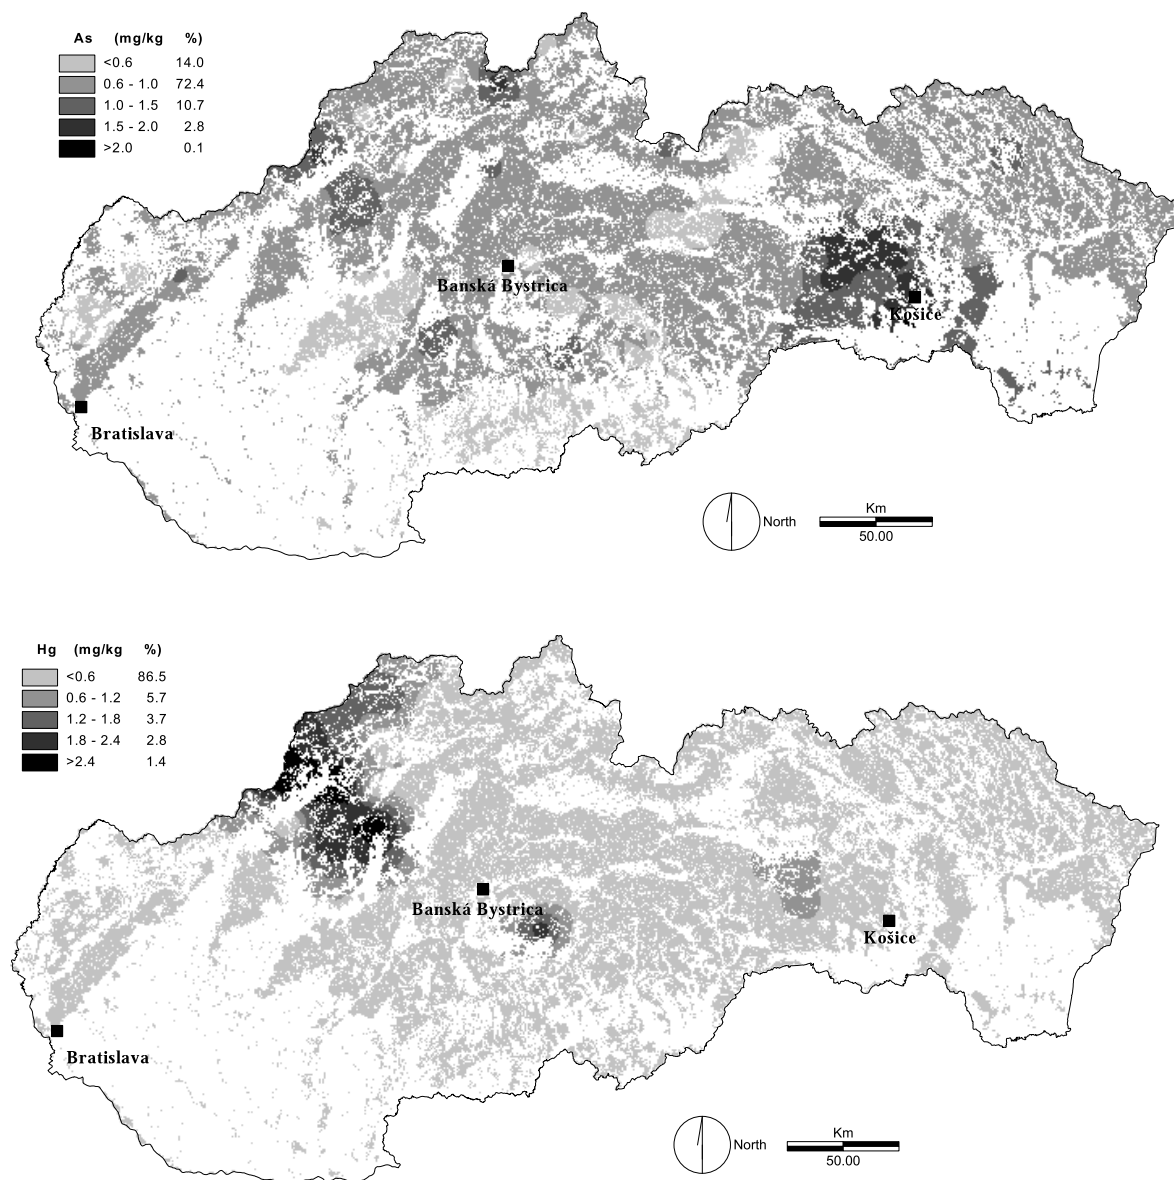 As (mg/kg %)
<0.6 14.0
0.6 - 1.0 72.4
1.0 - 1.5 10.7
1.5 - 2.0 2.8
>2.0 0.1
Banská Bystrica
Košice
Bratislava
North
Km
50.00
Hg (mg/kg %)
<0.6 86.5
0.6 - 1.2 5.7
1.2 - 1.8 3.7
1.8 - 2.4 2.8
>2.4 1.4
Banská Bystrica
Košice
Bratislava
North
Km
50.00